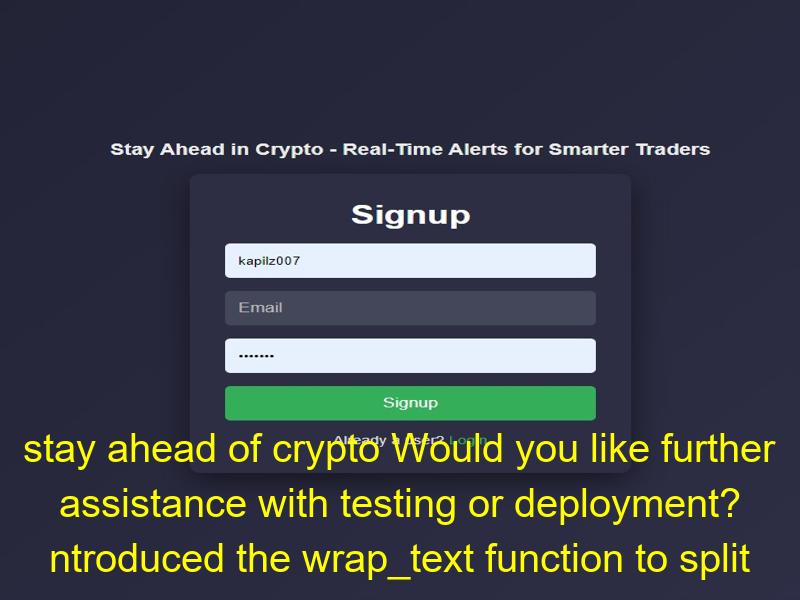 Stay Ahead in Crypto - Real-Time Alerts for Smarter Traders
Signup
kapilz007
Email
•••••••
Signup
Already a user? Login
stay ahead of crypto Would you like further
assistance with testing or deployment?
ntroduced the wrap_text function to split